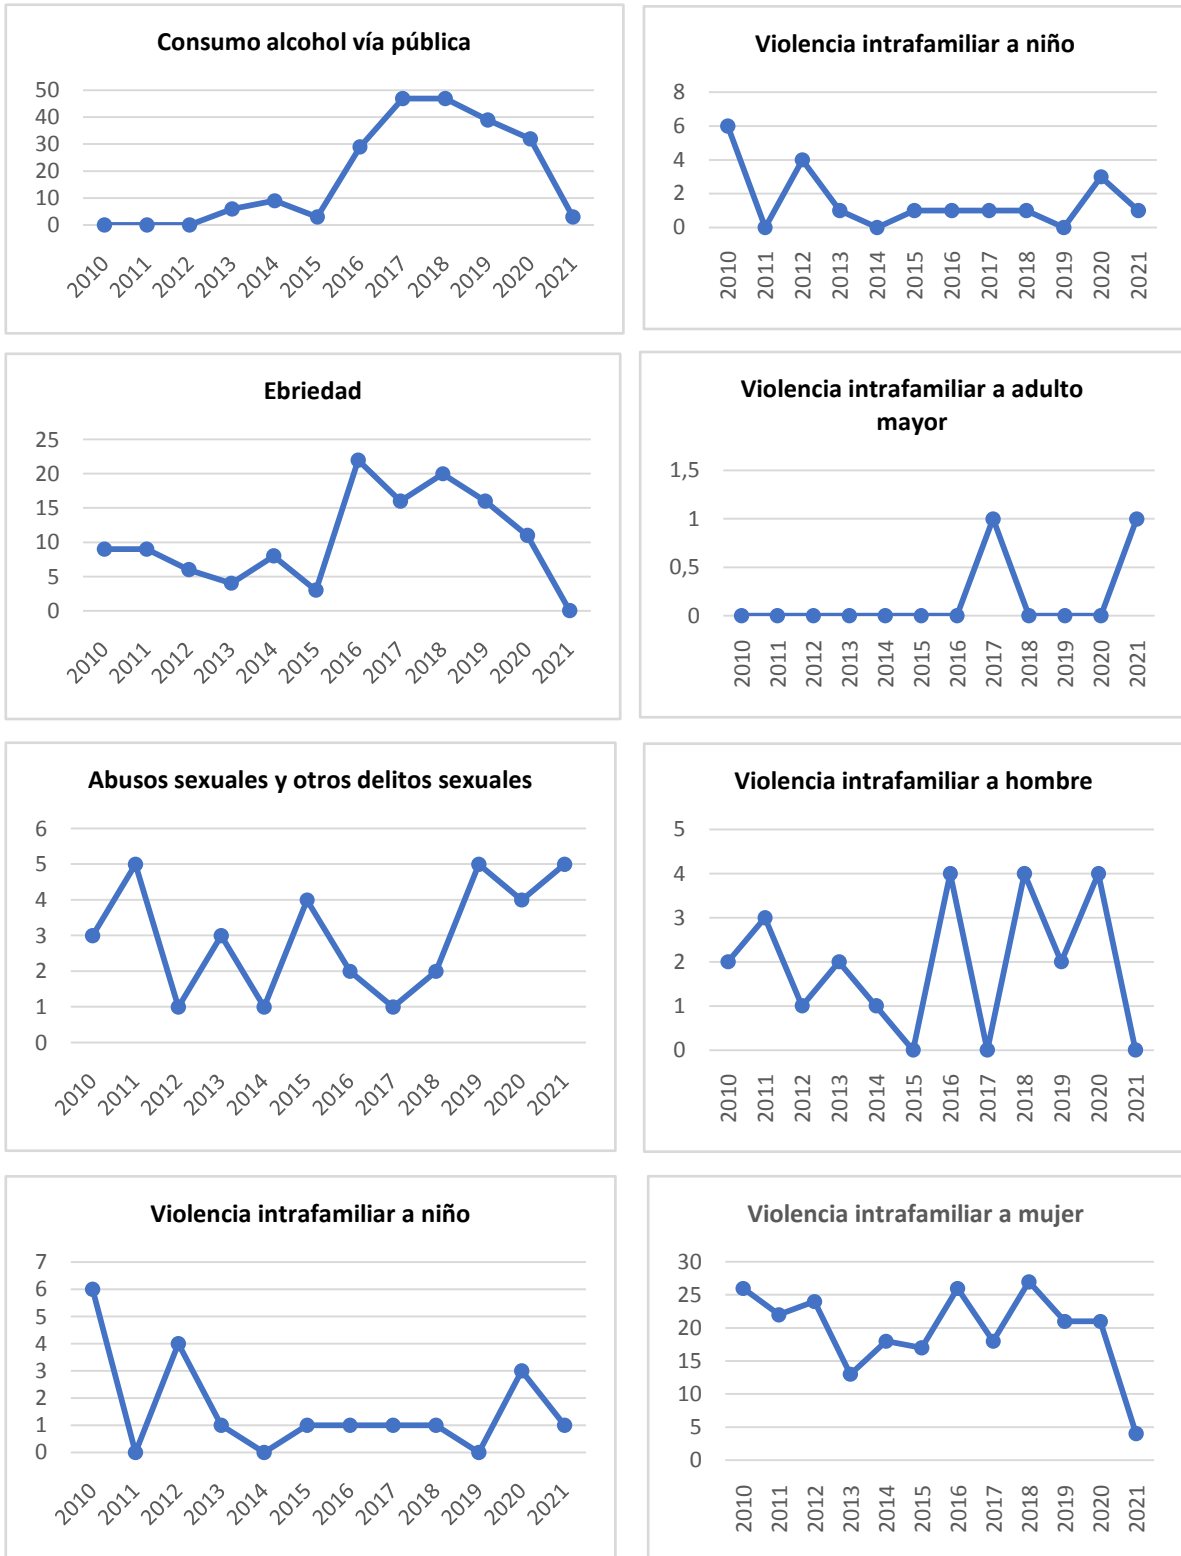 Consumo alcohol vía pública
50
40
30
20
10
0
2010 2011 2012 2013 2014 2015 2016 2017 2018 2019 2020 2021
Violencia intrafamiliar a niño
8
6
4
2
0
2010 2011 2012 2013 2014 2015 2016 2017 2018 2019 2020 2021
Ebriedad
25
20
15
10
5
0
2010 2011 2012 2013 2014 2015 2016 2017 2018 2019 2020 2021
Violencia intrafamiliar a adulto
mayor
1,5
1
0,5
0
2010 2011 2012 2013 2014 2015 2016 2017 2018 2019 2020 2021
Abusos sexuales y otros delitos sexuales
6
5
4
3
2
1
0
2010 2011 2012 2013 2014 2015 2016 2017 2018 2019 2020 2021
Violencia intrafamiliar a hombre
5
4
3
2
1
0
2010 2011 2012 2013 2014 2015 2016 2017 2018 2019 2020 2021
Violencia intrafamiliar a niño
7
6
5
4
3
2
1
0
2010 2011 2012 2013 2014 2015 2016 2017 2018 2019 2020 2021
Violencia intrafamiliar a mujer
30
25
20
15
10
5
0
2010 2011 2012 2013 2014 2015 2016 2017 2018 2019 2020 2021